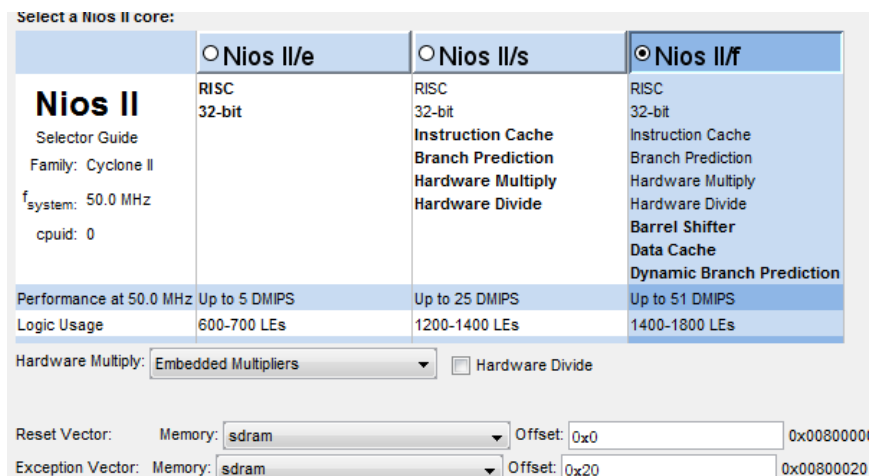 Select a Nios II core:
Nios II/e
Nios II/s
Nios II/f
Nios II
Selector Guide
Family: Cyclone II
fsystem: 50.0 MHz
cpuid: 0
RISC
32-bit
RISC
32-bit
Instruction Cache
Branch Prediction
Hardware Multiply
Hardware Divide
RISC
32-bit
Instruction Cache
Branch Prediction
Hardware Multiply
Hardware Divide
Barrel Shifter
Data Cache
Dynamic Branch Prediction
Performance at 50.0 MHz Up to 5 DMIPS Up to 25 DMIPS Up to 51 DMIPS
Logic Usage 600-700 LEs 1200-1400 LEs 1400-1800 LEs
Hardware Multiply: Embedded Multipliers Hardware Divide
Reset Vector: Memory: sdram Offset: 0x0 0x0080000
Exception Vector: Memory: sdram Offset: 0x20 0x00800020